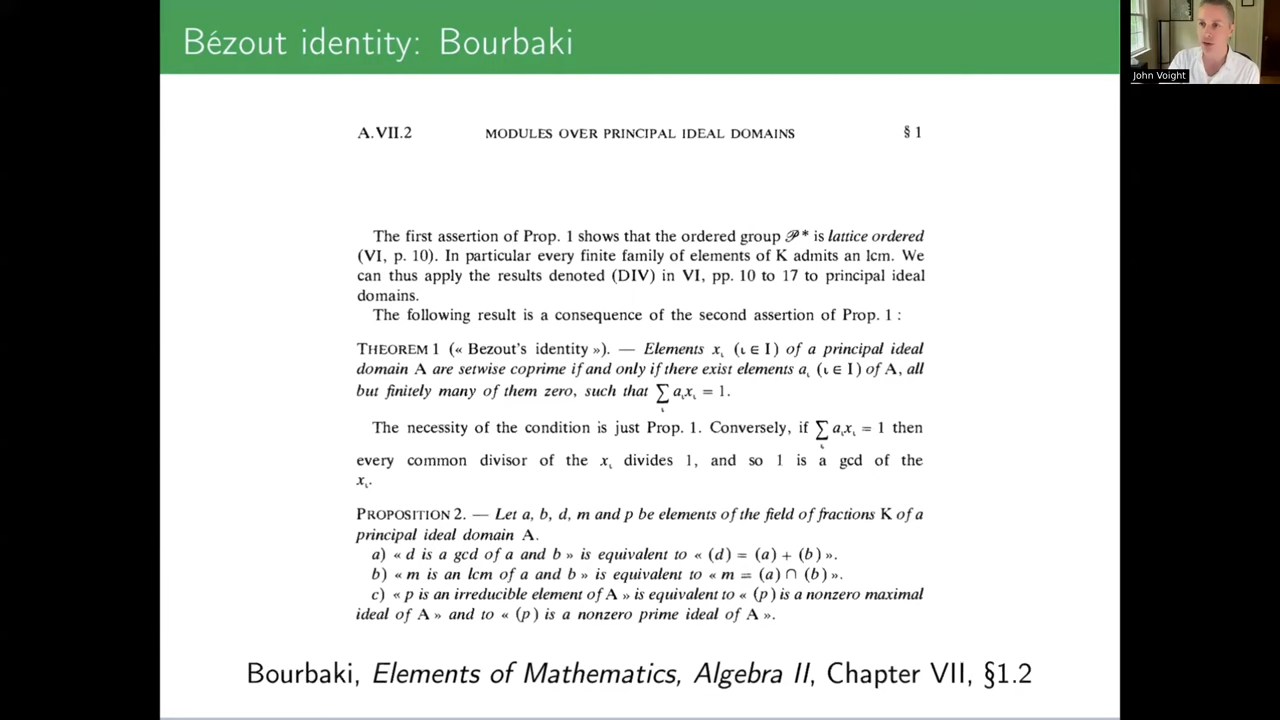 Bézout identity: Bourbaki
John Voight
A.VII.2 MODULES OVER PRINCIPAL IDEAL DOMAINS § 1
The first assertion of Prop. 1 shows that the ordered group 𝒫* is lattice ordered
(VI, p. 10). In particular every finite family of elements of K admits an lcm. We
can thus apply the results denoted (DIV) in VI, pp. 10 to 17 to principal ideal
domains.
The following result is a consequence of the second assertion of Prop. 1 :
THEOREM 1 (« Bezout's identity »). — Elements xι (ι ∈ I) of a principal ideal
domain A are setwise coprime if and only if there exist elements aι (ι ∈ I) of A, all
but finitely many of them zero, such that ∑ι aιxι = 1.
The necessity of the condition is just Prop. 1. Conversely, if ∑ι aιxι = 1 then
every common divisor of the xι divides 1, and so 1 is a gcd of the
xι.
PROPOSITION 2. — Let a, b, d, m and p be elements of the field of fractions K of a
principal ideal domain A.
a) « d is a gcd of a and b » is equivalent to « (d) = (a) + (b) ».
b) « m is an lcm of a and b » is equivalent to « m = (a) ∩ (b) ».
c) « p is an irreducible element of A » is equivalent to « (p) is a nonzero maximal
ideal of A » and to « (p) is a nonzero prime ideal of A ».
Bourbaki, Elements of Mathematics, Algebra II, Chapter VII, §1.2